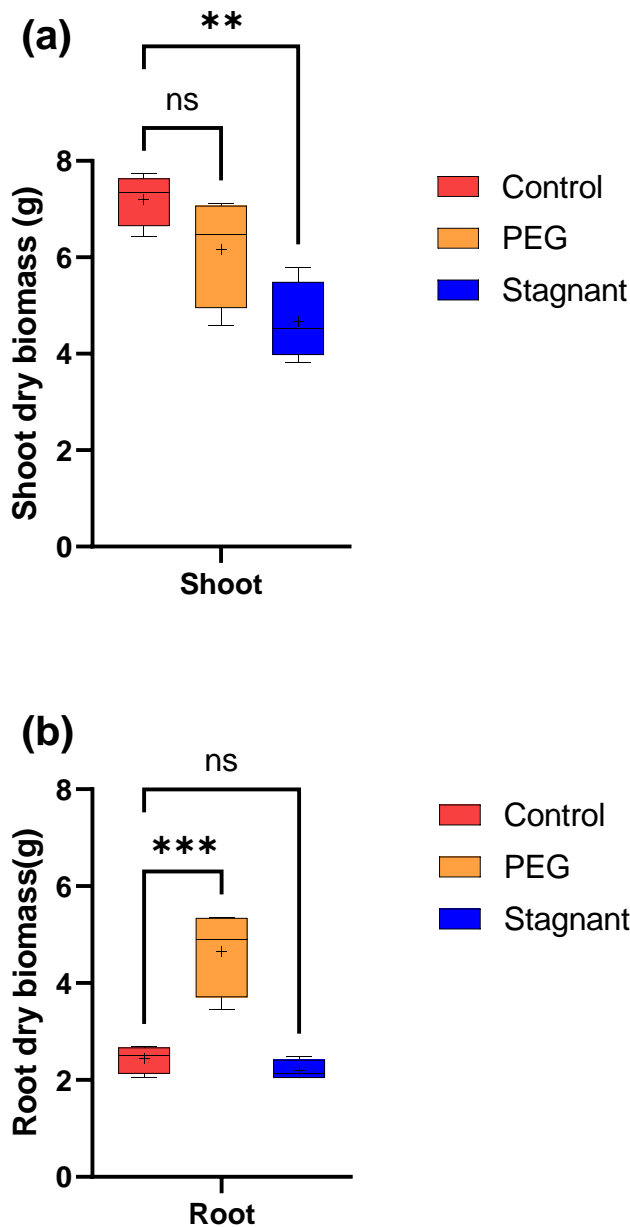 (a)
**
ns
8
6
4
2
0
Shoot dry biomass (g)
Shoot
Control
PEG
Stagnant
(b)
ns
***
8
6
4
2
0
Root dry biomass(g)
Root
Control
PEG
Stagnant